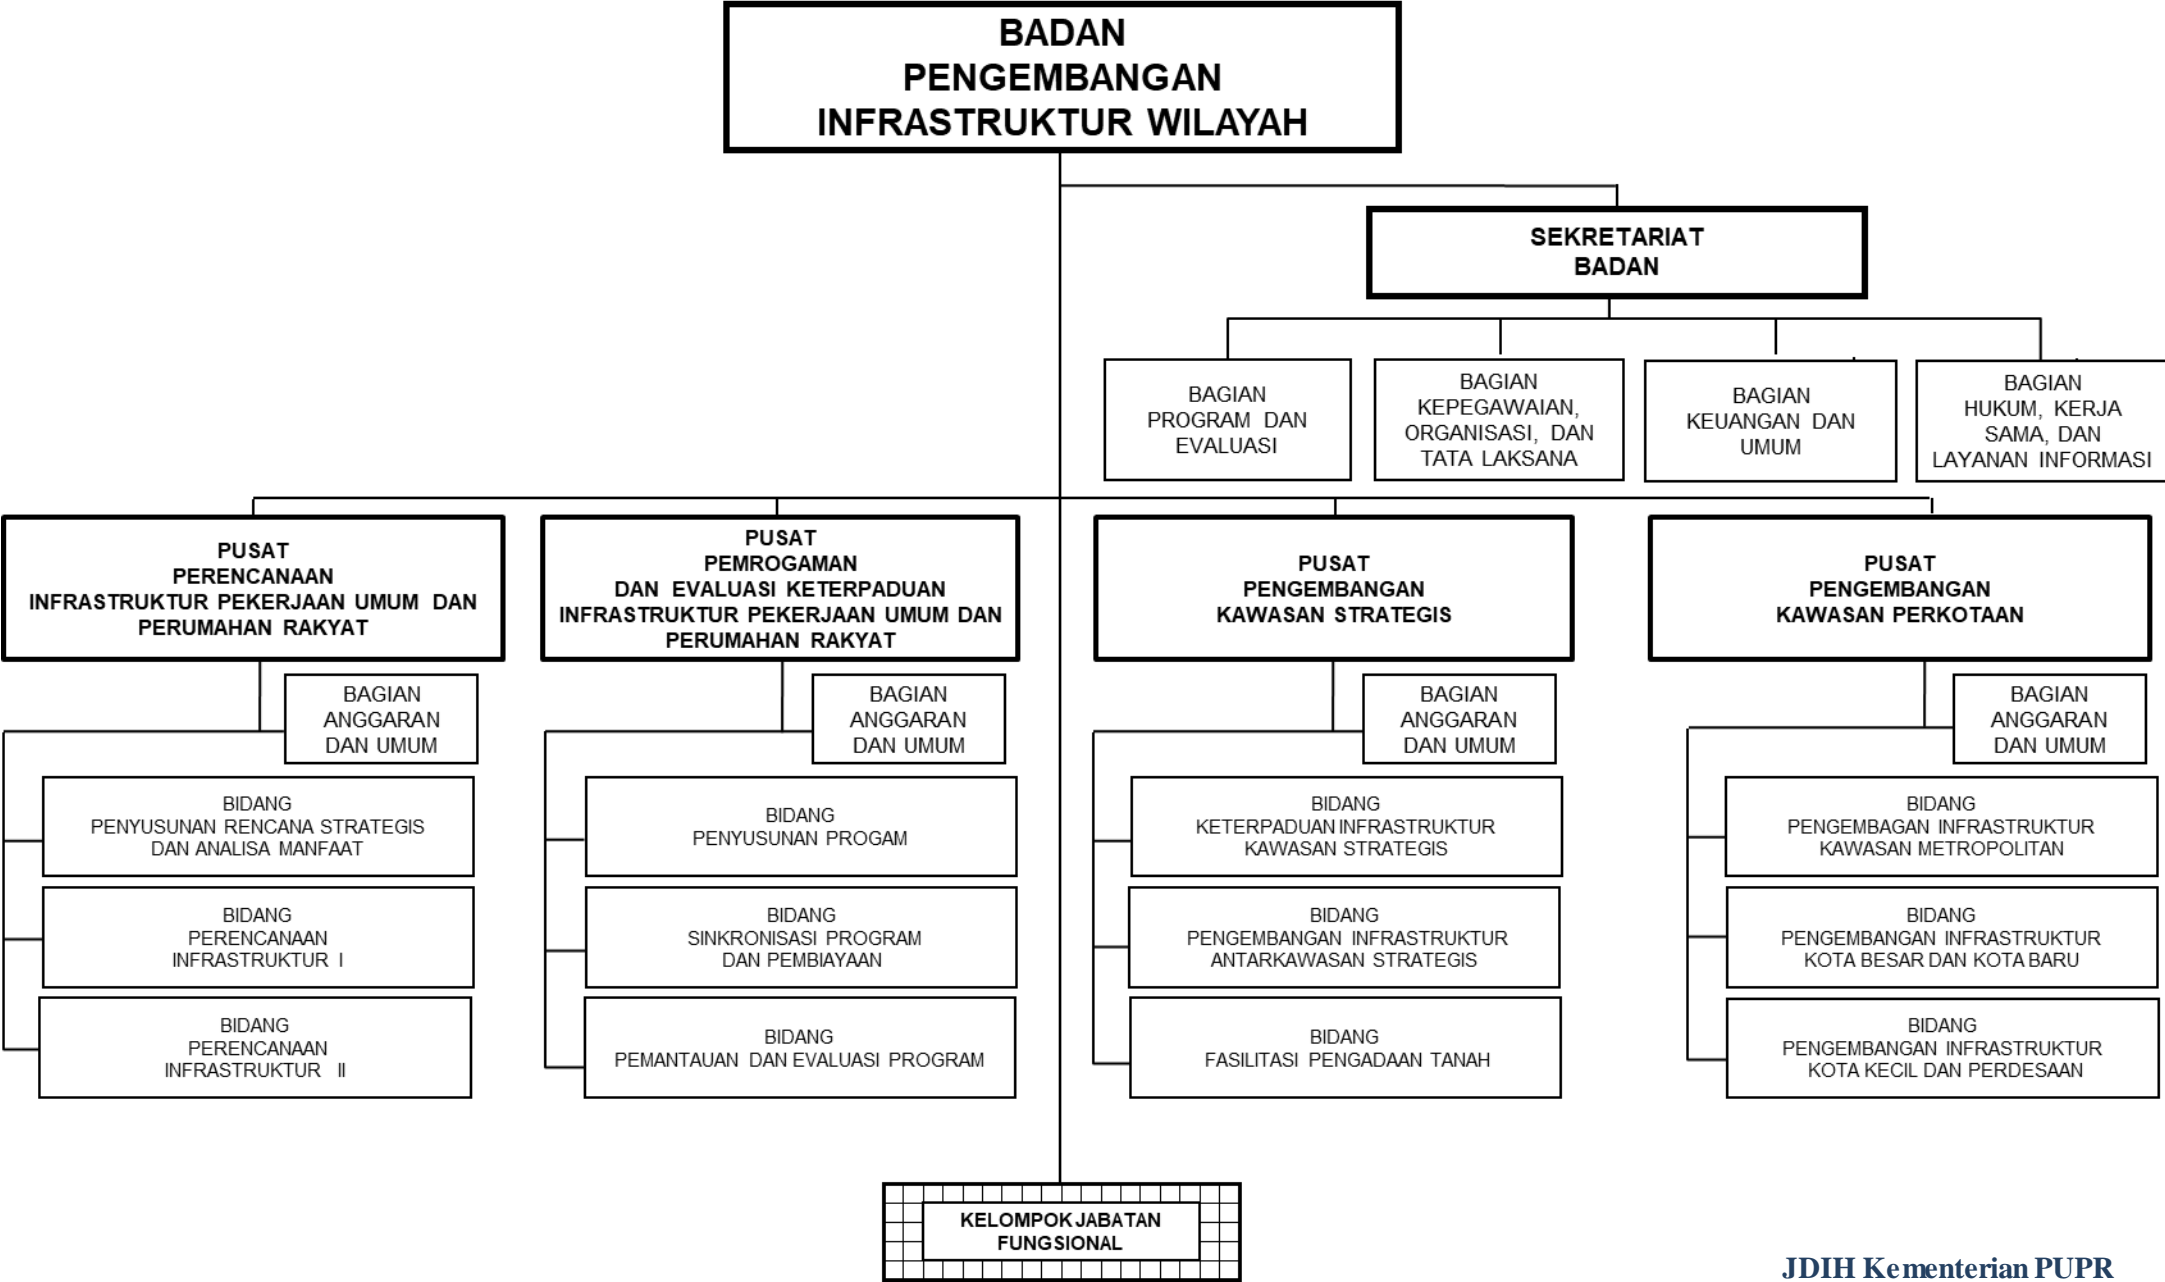 BADAN
PENGEMBANGAN
INFRASTRUKTUR WILAYAH
SEKRETARIAT
BADAN
BAGIAN
PROGRAM DAN
EVALUASI
BAGIAN
KEPEGAWAIAN,
ORGANISASI, DAN
TATA LAKSANA
BAGIAN
KEUANGAN DAN
UMUM
BAGIAN
HUKUM, KERJA
SAMA, DAN
LAYANAN INFORMASI
PUSAT
PERENCANAAN
INFRASTRUKTUR PEKERJAAN UMUM DAN
PERUMAHAN RAKYAT
PUSAT
PEMROGAMAN
DAN EVALUASI KETERPADUAN
INFRASTRUKTUR PEKERJAAN UMUM DAN
PERUMAHAN RAKYAT
PUSAT
PENGEMBANGAN
KAWASAN STRATEGIS
PUSAT
PENGEMBANGAN
KAWASAN PERKOTAAN
BAGIAN
ANGGARAN
DAN UMUM
BAGIAN
ANGGARAN
DAN UMUM
BAGIAN
ANGGARAN
DAN UMUM
BAGIAN
ANGGARAN
DAN UMUM
BIDANG
PENYUSUNAN RENCANA STRATEGIS
DAN ANALISA MANFAAT
BIDANG
PENYUSUNAN PROGAM
BIDANG
KETERPADUAN INFRASTRUKTUR
KAWASAN STRATEGIS
BIDANG
PENGEMBAGAN INFRASTRUKTUR
KAWASAN METROPOLITAN
BIDANG
PERENCANAAN
INFRASTRUKTUR I
BIDANG
SINKRONISASI PROGRAM
DAN PEMBIAYAAN
BIDANG
PENGEMBANGAN INFRASTRUKTUR
ANTARKAWASAN STRATEGIS
BIDANG
PENGEMBANGAN INFRASTRUKTUR
KOTA BESAR DAN KOTA BARU
BIDANG
PERENCANAAN
INFRASTRUKTUR II
BIDANG
PEMANTAUAN DAN EVALUASI PROGRAM
BIDANG
FASILITASI PENGADAAN TANAH
BIDANG
PENGEMBANGAN INFRASTRUKTUR
KOTA KECIL DAN PERDESAAN
KELOMPOK JABATAN
FUNGSIONAL
JDIH Kementerian PUPR